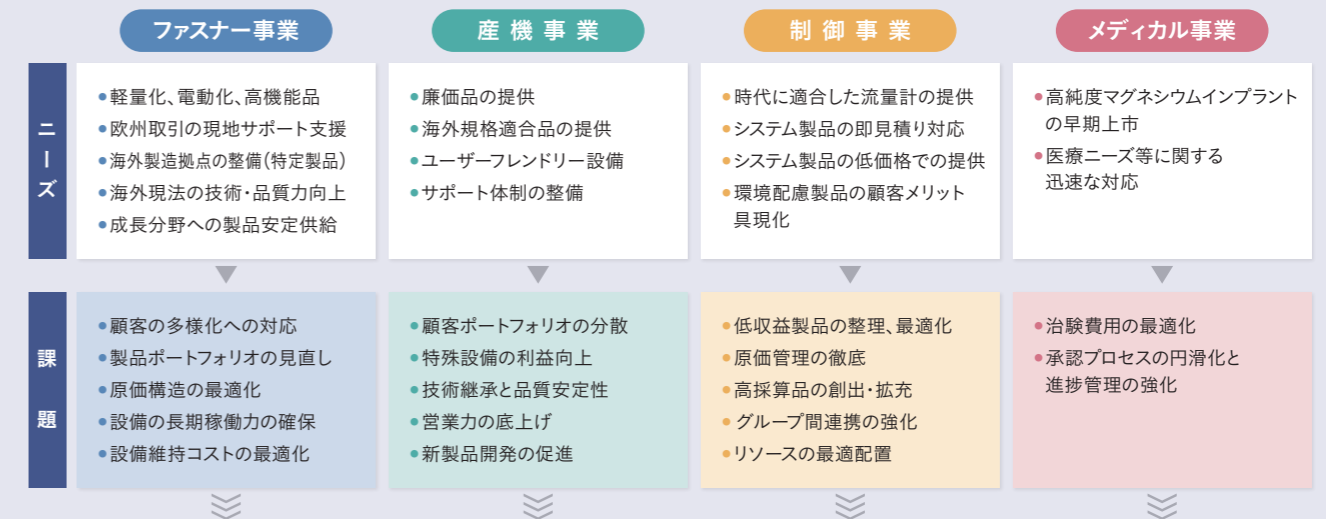 ファスナー事業
産機事業
制御事業
メディカル事業
ニーズ
●軽量化、電動化、高機能品
●欧州取引の現地サポート支援
●海外製造拠点の整備(特定製品)
●海外現法の技術・品質力向上
●成長分野への製品安定供給
●廉価品の提供
●海外規格適合品の提供
●ユーザーフレンドリー設備
●サポート体制の整備
●時代に適合した流量計の提供
●システム製品の即見積り対応
●システム製品の低価格での提供
●環境配慮製品の顧客メリット
具現化
●高純度マグネシウムインプラント
の早期上市
●医療ニーズ等に関する
迅速な対応
課題
●顧客の多様化への対応
●製品ポートフォリオの見直し
●原価構造の最適化
●設備の長期稼働力の確保
●設備維持コストの最適化
●顧客ポートフォリオの分散
●特殊設備の利益向上
●技術継承と品質安定性
●営業力の底上げ
●新製品開発の促進
●低収益製品の整理、最適化
●原価管理の徹底
●高採算品の創出・拡充
●グループ間連携の強化
●リソースの最適配置
●治験費用の最適化
●承認プロセスの円滑化と
進捗管理の強化